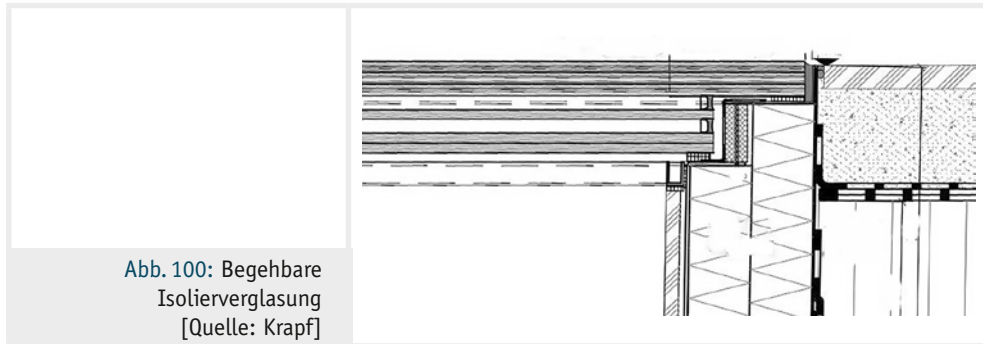 Abb. 100: Begehbare
Isolierverglasung
[Quelle: Krapf]